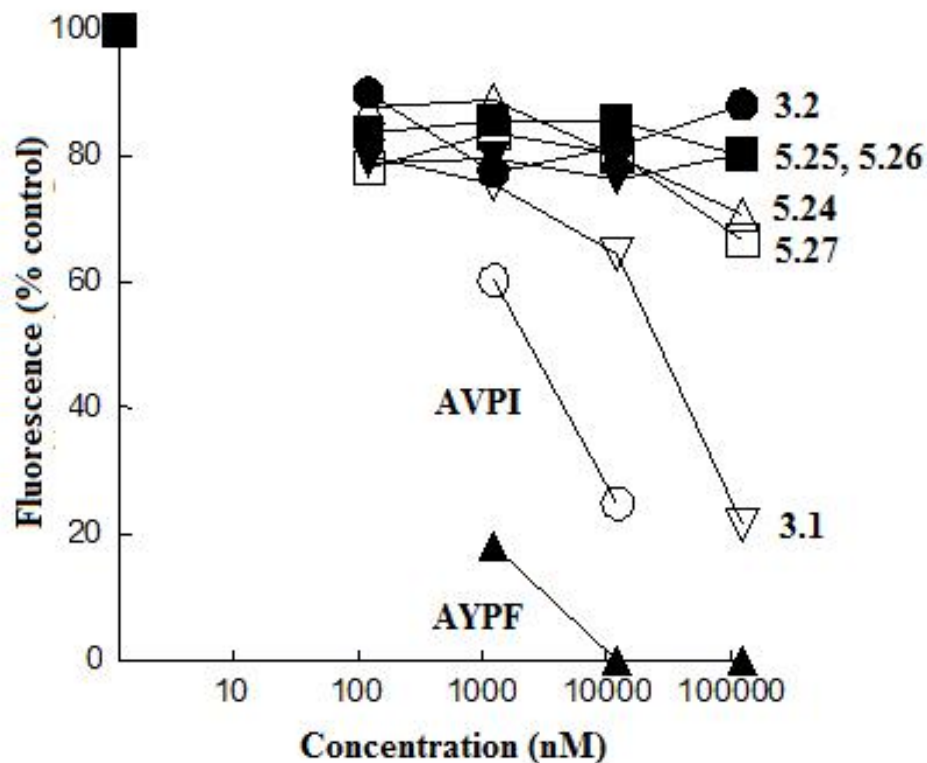 100
80
60
40
20
0
Fluorescence (% control)
3.2
5.25, 5.26
5.24
5.27
AVPI
3.1
AYPF
10 100 1000 10000 100000
Concentration (nM)